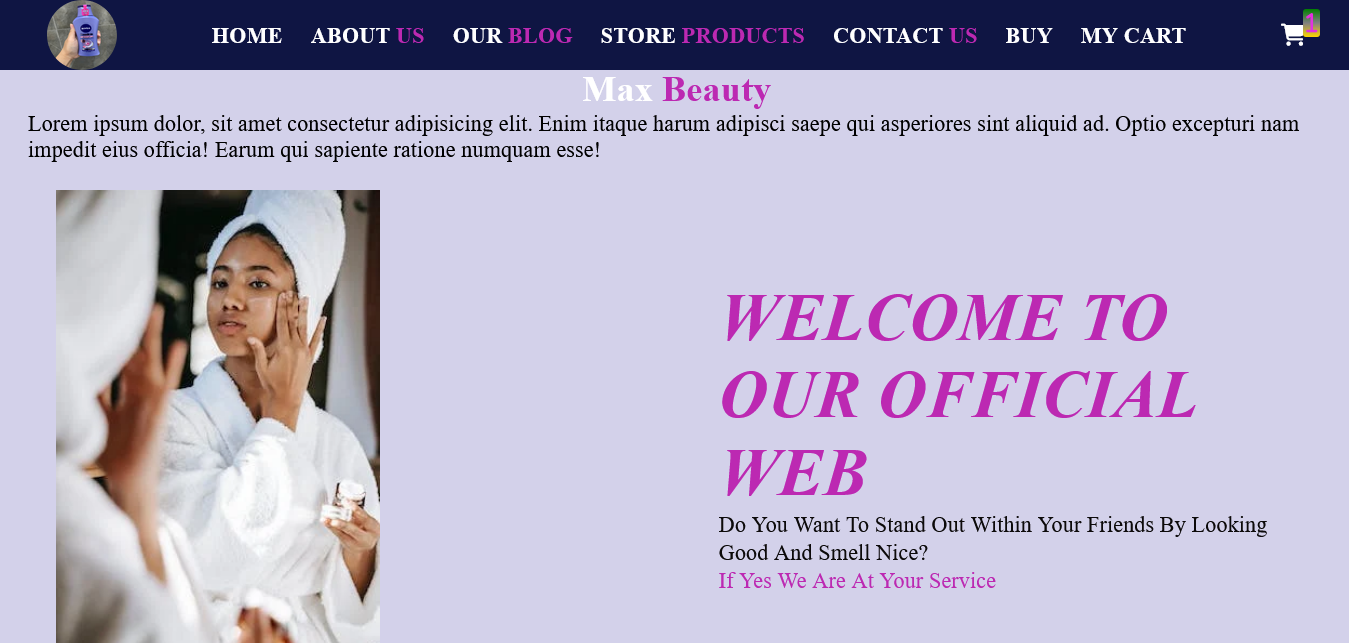 HOME ABOUT US OUR BLOG STORE PRODUCTS CONTACT US BUY MY CART 1
Max Beauty
Lorem ipsum dolor, sit amet consectetur adipisicing elit. Enim itaque harum adipisci saepe qui asperiores sint aliquid ad. Optio excepturi nam
impedit eius officia! Earum qui sapiente ratione numquam esse!
WELCOME TO
OUR OFFICIAL
WEB
Do You Want To Stand Out Within Your Friends By Looking
Good And Smell Nice?
If Yes We Are At Your Service